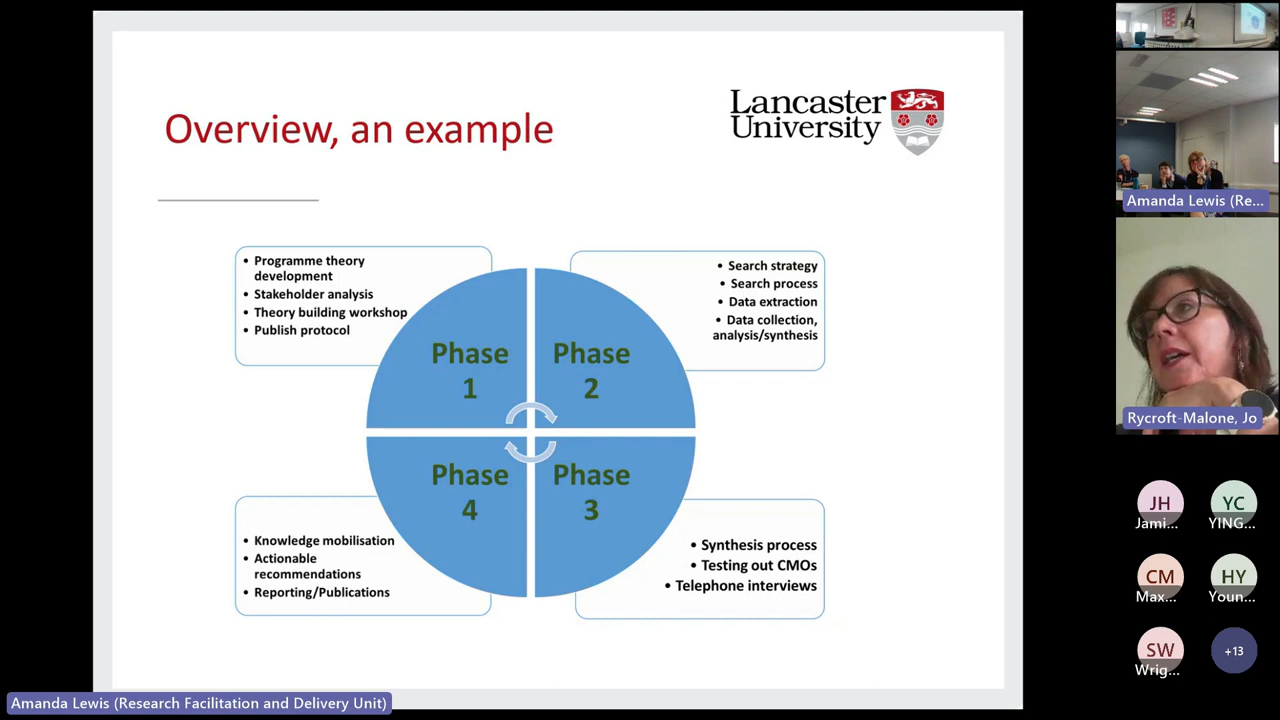 Overview, an example
Lancaster
University
• Programme theory
development
• Stakeholder analysis
• Theory building workshop
• Publish protocol
• Search strategy
• Search process
• Data extraction
• Data collection,
analysis/synthesis
Phase
1
Phase
2
Phase
4
Phase
3
• Knowledge mobilisation
• Actionable
recommendations
• Reporting/Publications
• Synthesis process
• Testing out CMOs
• Telephone interviews
Amanda Lewis (Research Facilitation and Delivery Unit)
Amanda Lewis (Re...
Rycroft-Malone, Jo
JH
Jami...
YC
YING...
CM
Max...
HY
Youn...
SW
Wrig...
+13